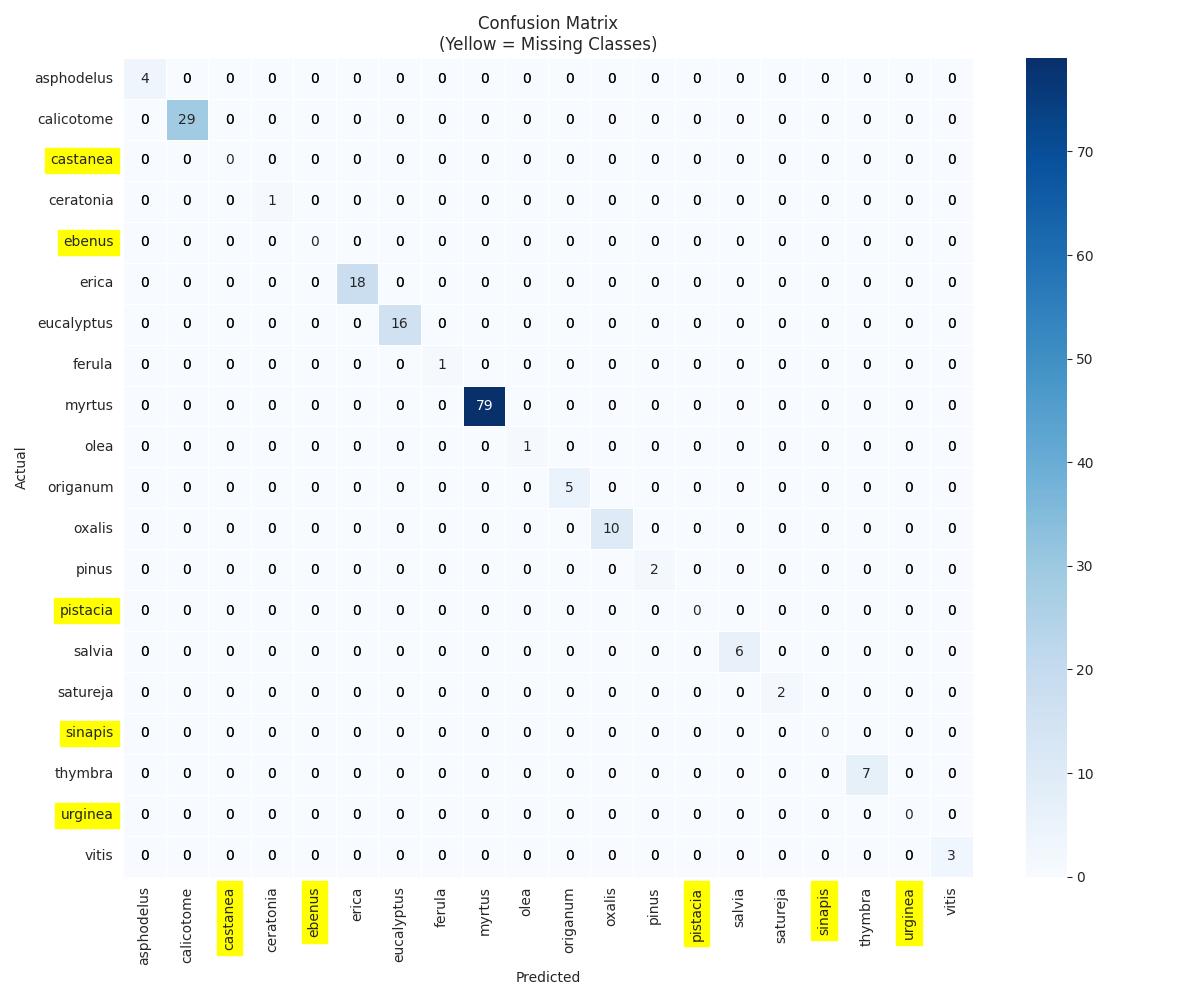 Confusion Matrix
(Yellow = Missing Classes)
asphodelus 4 0 0 0 0 0 0 0 0 0 0 0 0 0 0 0 0 0 0 0
calicotome 0 29 0 0 0 0 0 0 0 0 0 0 0 0 0 0 0 0 0 0
castanea 0 0 0 0 0 0 0 0 0 0 0 0 0 0 0 0 0 0 0 0
ceratonia 0 0 0 1 0 0 0 0 0 0 0 0 0 0 0 0 0 0 0 0
ebenus 0 0 0 0 0 0 0 0 0 0 0 0 0 0 0 0 0 0 0 0
erica 0 0 0 0 0 18 0 0 0 0 0 0 0 0 0 0 0 0 0 0
eucalyptus 0 0 0 0 0 0 16 0 0 0 0 0 0 0 0 0 0 0 0 0
ferula 0 0 0 0 0 0 0 1 0 0 0 0 0 0 0 0 0 0 0 0
myrtus 0 0 0 0 0 0 0 0 79 0 0 0 0 0 0 0 0 0 0 0
olea 0 0 0 0 0 0 0 0 0 1 0 0 0 0 0 0 0 0 0 0
origanum 0 0 0 0 0 0 0 0 0 0 5 0 0 0 0 0 0 0 0 0
oxalis 0 0 0 0 0 0 0 0 0 0 0 10 0 0 0 0 0 0 0 0
pinus 0 0 0 0 0 0 0 0 0 0 0 0 2 0 0 0 0 0 0 0
pistacia 0 0 0 0 0 0 0 0 0 0 0 0 0 0 0 0 0 0 0 0
salvia 0 0 0 0 0 0 0 0 0 0 0 0 0 0 6 0 0 0 0 0
satureja 0 0 0 0 0 0 0 0 0 0 0 0 0 0 0 2 0 0 0 0
sinapis 0 0 0 0 0 0 0 0 0 0 0 0 0 0 0 0 0 0 0 0
thymbra 0 0 0 0 0 0 0 0 0 0 0 0 0 0 0 0 0 7 0 0
urginea 0 0 0 0 0 0 0 0 0 0 0 0 0 0 0 0 0 0 0 0
vitis 0 0 0 0 0 0 0 0 0 0 0 0 0 0 0 0 0 0 0 3
Actual
asphodelus
calicotome
castanea
ceratonia
ebenus
erica
eucalyptus
ferula
myrtus
olea
origanum
oxalis
pinus
pistacia
salvia
satureja
sinapis
thymbra
urginea
vitis
Predicted
70
60
50
40
30
20
10
0